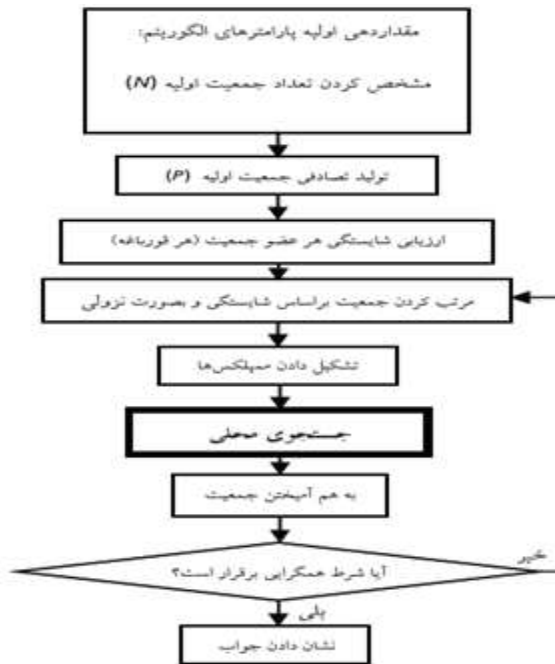 مقداردهی اولیه پارامترهای الگوریتم:
مشخص کردن تعداد جمعیت اولیه (N)
تولید تصادفی جمعیت اولیه (P)
ارزیابی شایستگی هر عضو جمعیت (هر قورباغه)
مرتب کردن جمعیت براساس شایستگی و بصورت نزولی
تشکیل دادن ممپلکس‌ها
جستجوی محلی
به هم آمیختن جمعیت
آیا شرط همگرایی برقرار است؟
خیر
بلی
نشان دادن جواب